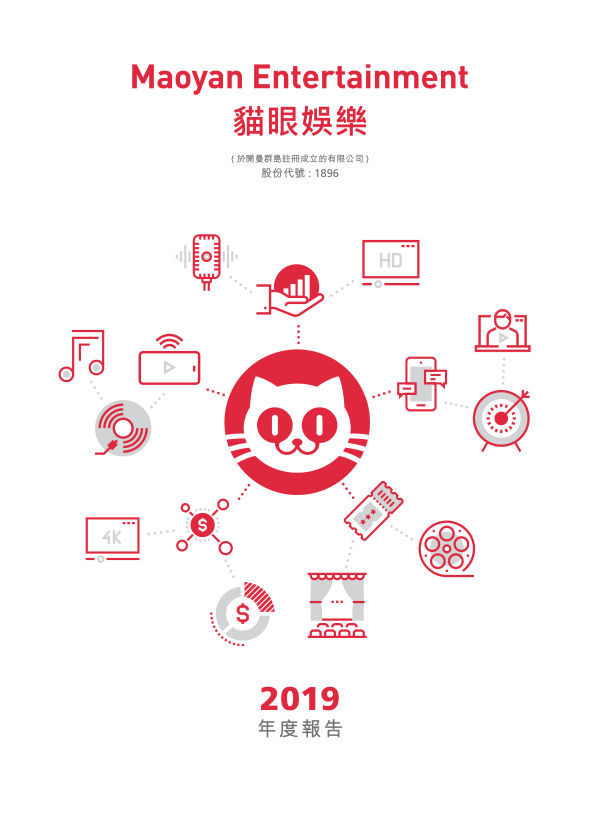 Maoyan Entertainment
貓眼娛樂
(於開曼群島註冊成立的有限公司)
股份代號：1896
HD
4K
$
$
2019
年度報告